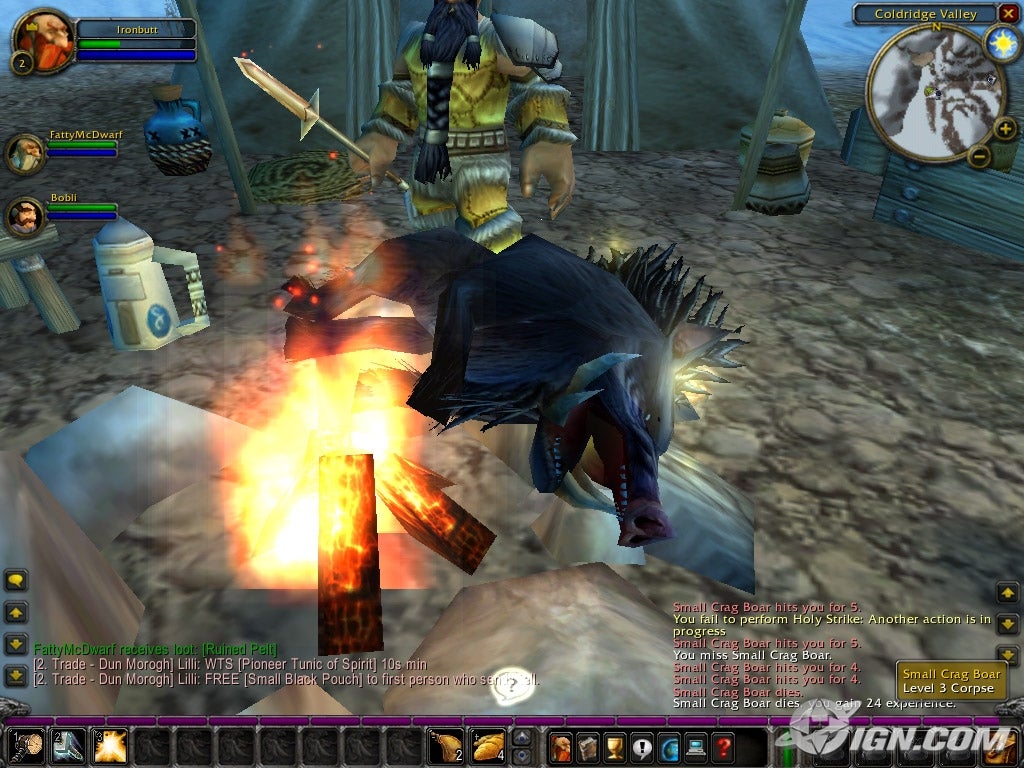 Ironbutt
2
FattyMcDwarf
Bobli
Coldridge Valley
N
FattyMcDwarf receives loot: [Ruined Pelt]
[2. Trade - Dun Morogh] Lilli: WTS [Pioneer Tunic of Spirit] 10s min
[2. Trade - Dun Morogh] Lilli: FREE [Small Black Pouch] to first person who
Small Crag Boar hits you for 5.
You fail to perform Holy Strike: Another action is in
progress
Small Crag Boar hits you for 5.
You miss Small Crag Boar.
Small Crag Boar hits you for 4.
Small Crag Boar hits you for 4.
Small Crag Boar dies.
Small Crag Boar dies, you gain 24 experience.
Small Crag Boar
Level 3 Corpse
1 2 3 2 4
IGN.COM